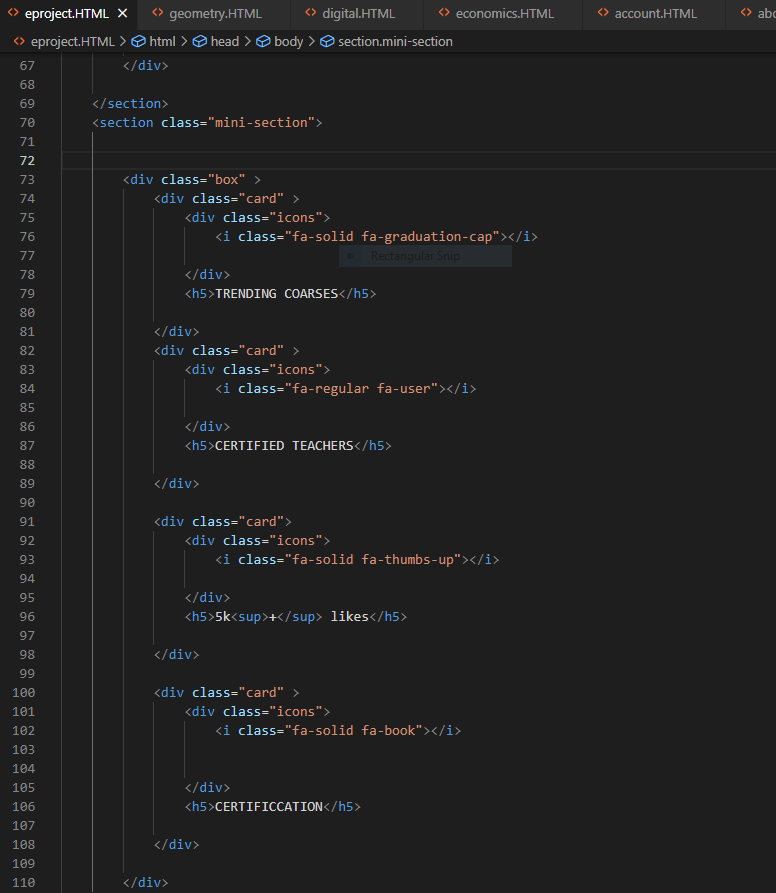 eproject.HTML geometry.HTML digital.HTML economics.HTML account.HTML abo
eproject.HTML > html > head > body > section.mini-section
67 </div>
68
69 </section>
70 <section class="mini-section">
71
72
73 <div class="box" >
74 <div class="card" >
75 <div class="icons">
76 <i class="fa-solid fa-graduation-cap"></i>
77 Rectangular Snip
78 </div>
79 <h5>TRENDING COARSES</h5>
80
81 </div>
82 <div class="card" >
83 <div class="icons">
84 <i class="fa-regular fa-user"></i>
85
86 </div>
87 <h5>CERTIFIED TEACHERS</h5>
88
89 </div>
90
91 <div class="card">
92 <div class="icons">
93 <i class="fa-solid fa-thumbs-up"></i>
94
95 </div>
96 <h5>5k<sup>+</sup> likes</h5>
97
98 </div>
99
100 <div class="card" >
101 <div class="icons">
102 <i class="fa-solid fa-book"></i>
103
104
105 </div>
106 <h5>CERTIFICCATION</h5>
107
108 </div>
109
110 </div>